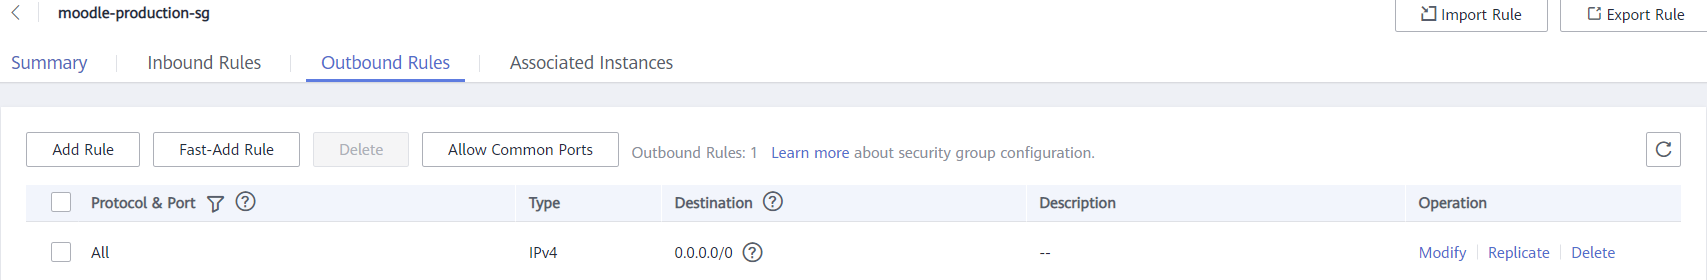 moodle-production-sg
Import Rule
Export Rule
Summary
Inbound Rules
Outbound Rules
Associated Instances
Add Rule
Fast-Add Rule
Delete
Allow Common Ports
Outbound Rules: 1 Learn more about security group configuration.
Protocol & Port
Type
Destination
Description
Operation
All
IPv4
0.0.0.0/0
--
Modify
Replicate
Delete